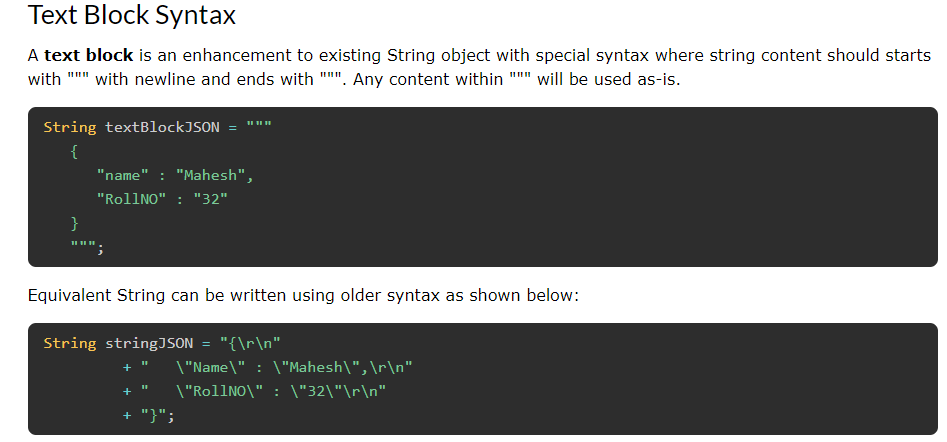 Text Block Syntax
A text block is an enhancement to existing String object with special syntax where string content should starts
with """ with newline and ends with """. Any content within """ will be used as-is.
String textBlockJSON = """
   {
      "name" : "Mahesh",
      "RollNO" : "32"
   }
   """;
Equivalent String can be written using older syntax as shown below:
String stringJSON = "{\r\n"
         + "   \"Name\" : \"Mahesh\",\r\n"
         + "   \"RollNO\" : \"32\"\r\n"
         + "}";